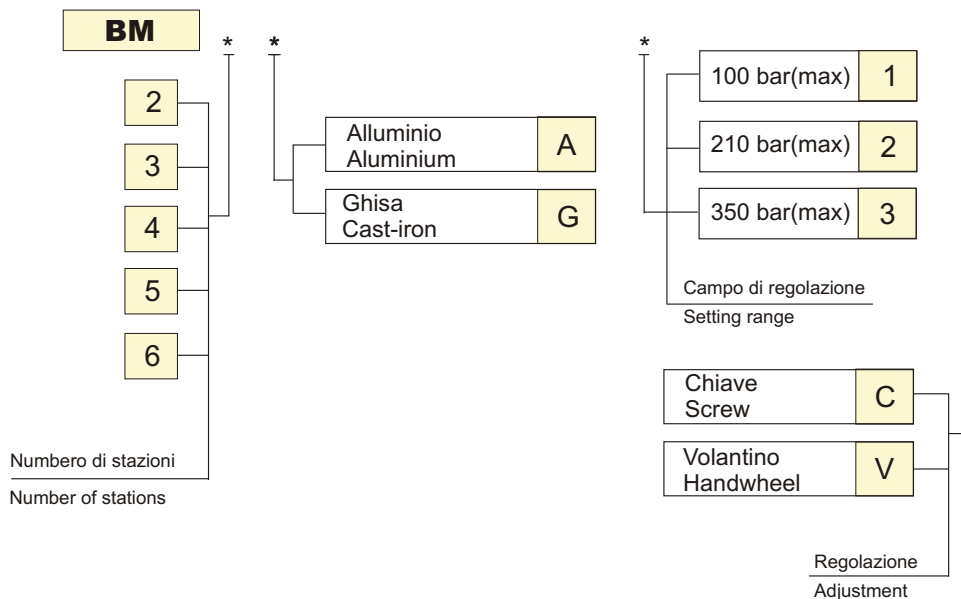 BM
* * *
2
3
4
5
6
Numbero di stazioni
Number of stations
Alluminio
Aluminium
A
Ghisa
Cast-iron
G
100 bar(max) 1
210 bar(max) 2
350 bar(max) 3
Campo di regolazione
Setting range
Chiave
Screw
C
Volantino
Handwheel
V
Regolazione
Adjustment